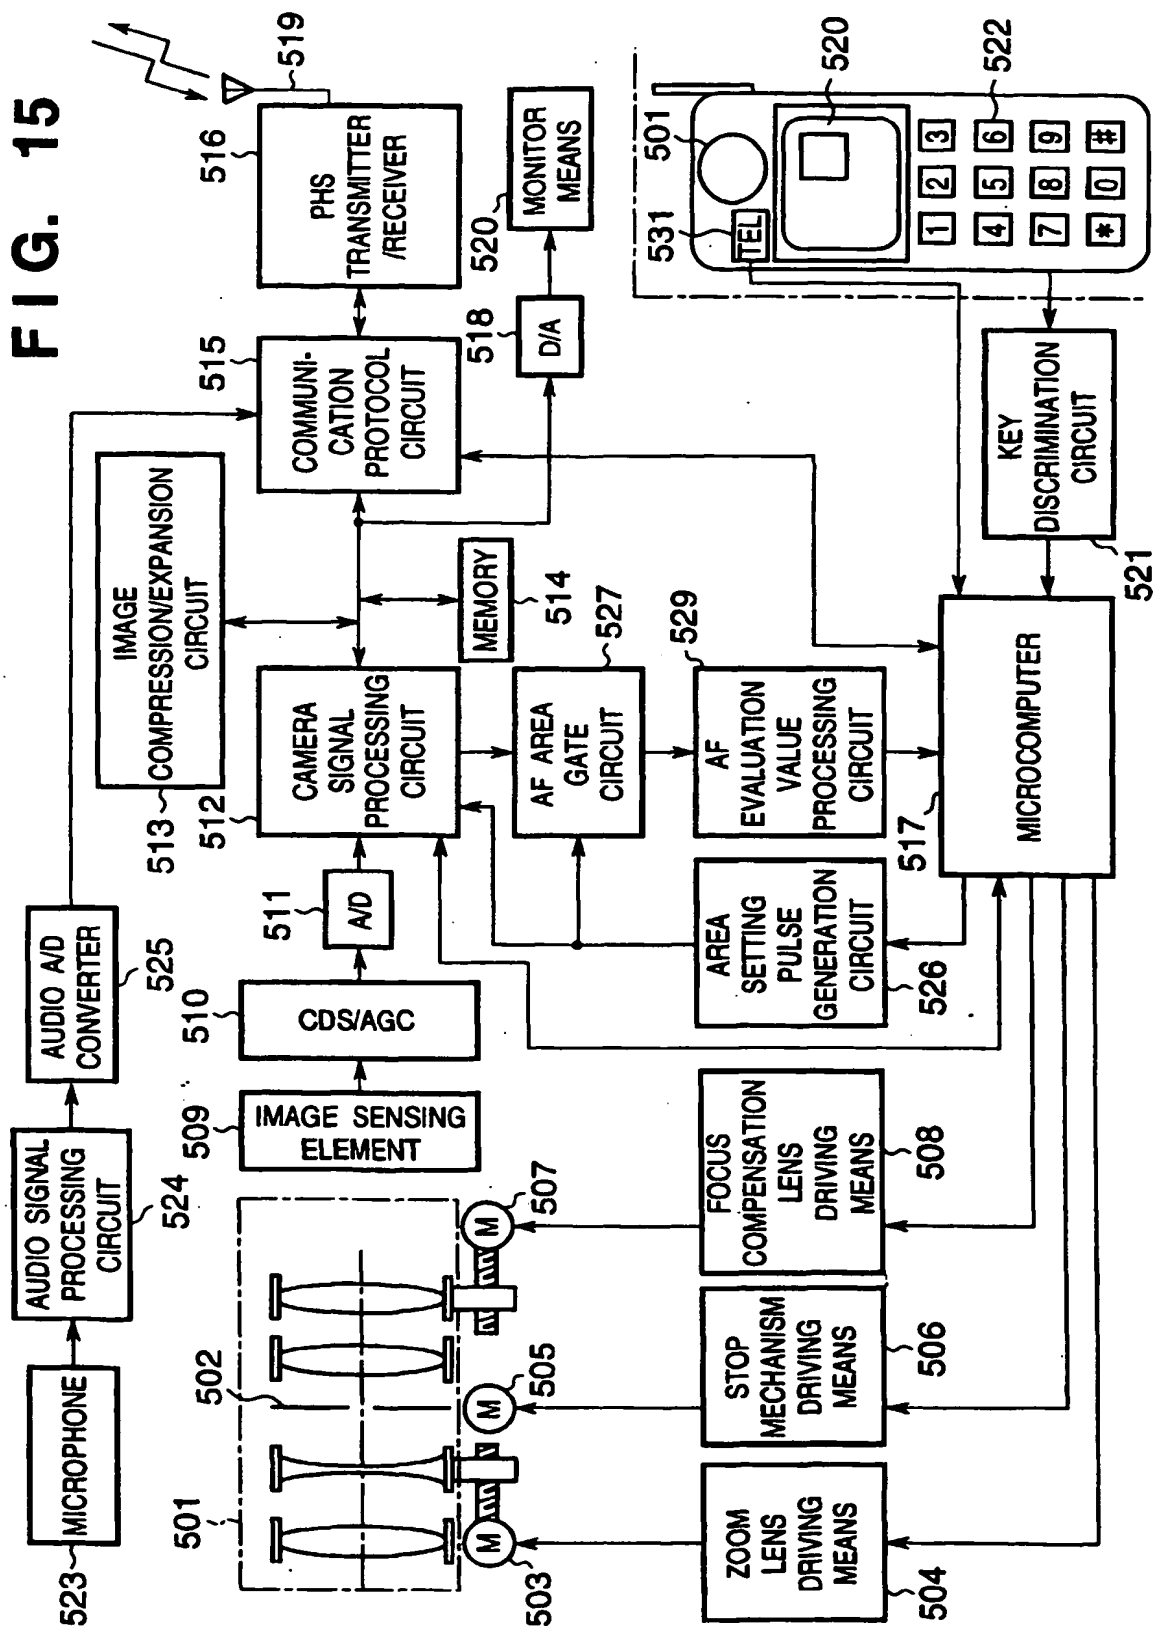 FIG. 15
MICROPHONE
523
AUDIO SIGNAL
PROCESSING
CIRCUIT
524
AUDIO A/D
CONVERTER
525
IMAGE
COMPRESSION/EXPANSION
CIRCUIT
513
501
502
503
505
507
509
IMAGE SENSING
ELEMENT
510
CDS/AGC
511
A/D
512
CAMERA
SIGNAL
PROCESSING
CIRCUIT
MEMORY
514
515
COMMUNI-
CATION
PROTOCOL
CIRCUIT
516
PHS
TRANSMITTER
/RECEIVER
519
518
D/A
520
MONITOR
MEANS
M
M
M
AF AREA
GATE
CIRCUIT
527
ZOOM
LENS
DRIVING
MEANS
504
STOP
MECHANISM
DRIVING
MEANS
506
FOCUS
COMPENSATION
LENS
DRIVING
MEANS
508
AREA
SETTING
PULSE
GENERATION
CIRCUIT
526
529
AF
EVALUATION
VALUE
PROCESSING
CIRCUIT
517
MICROCOMPUTER
KEY
DISCRIMINATION
CIRCUIT
521
531
TEL
501
520
522
1 2 3
4 5 6
7 8 9
* 0 #